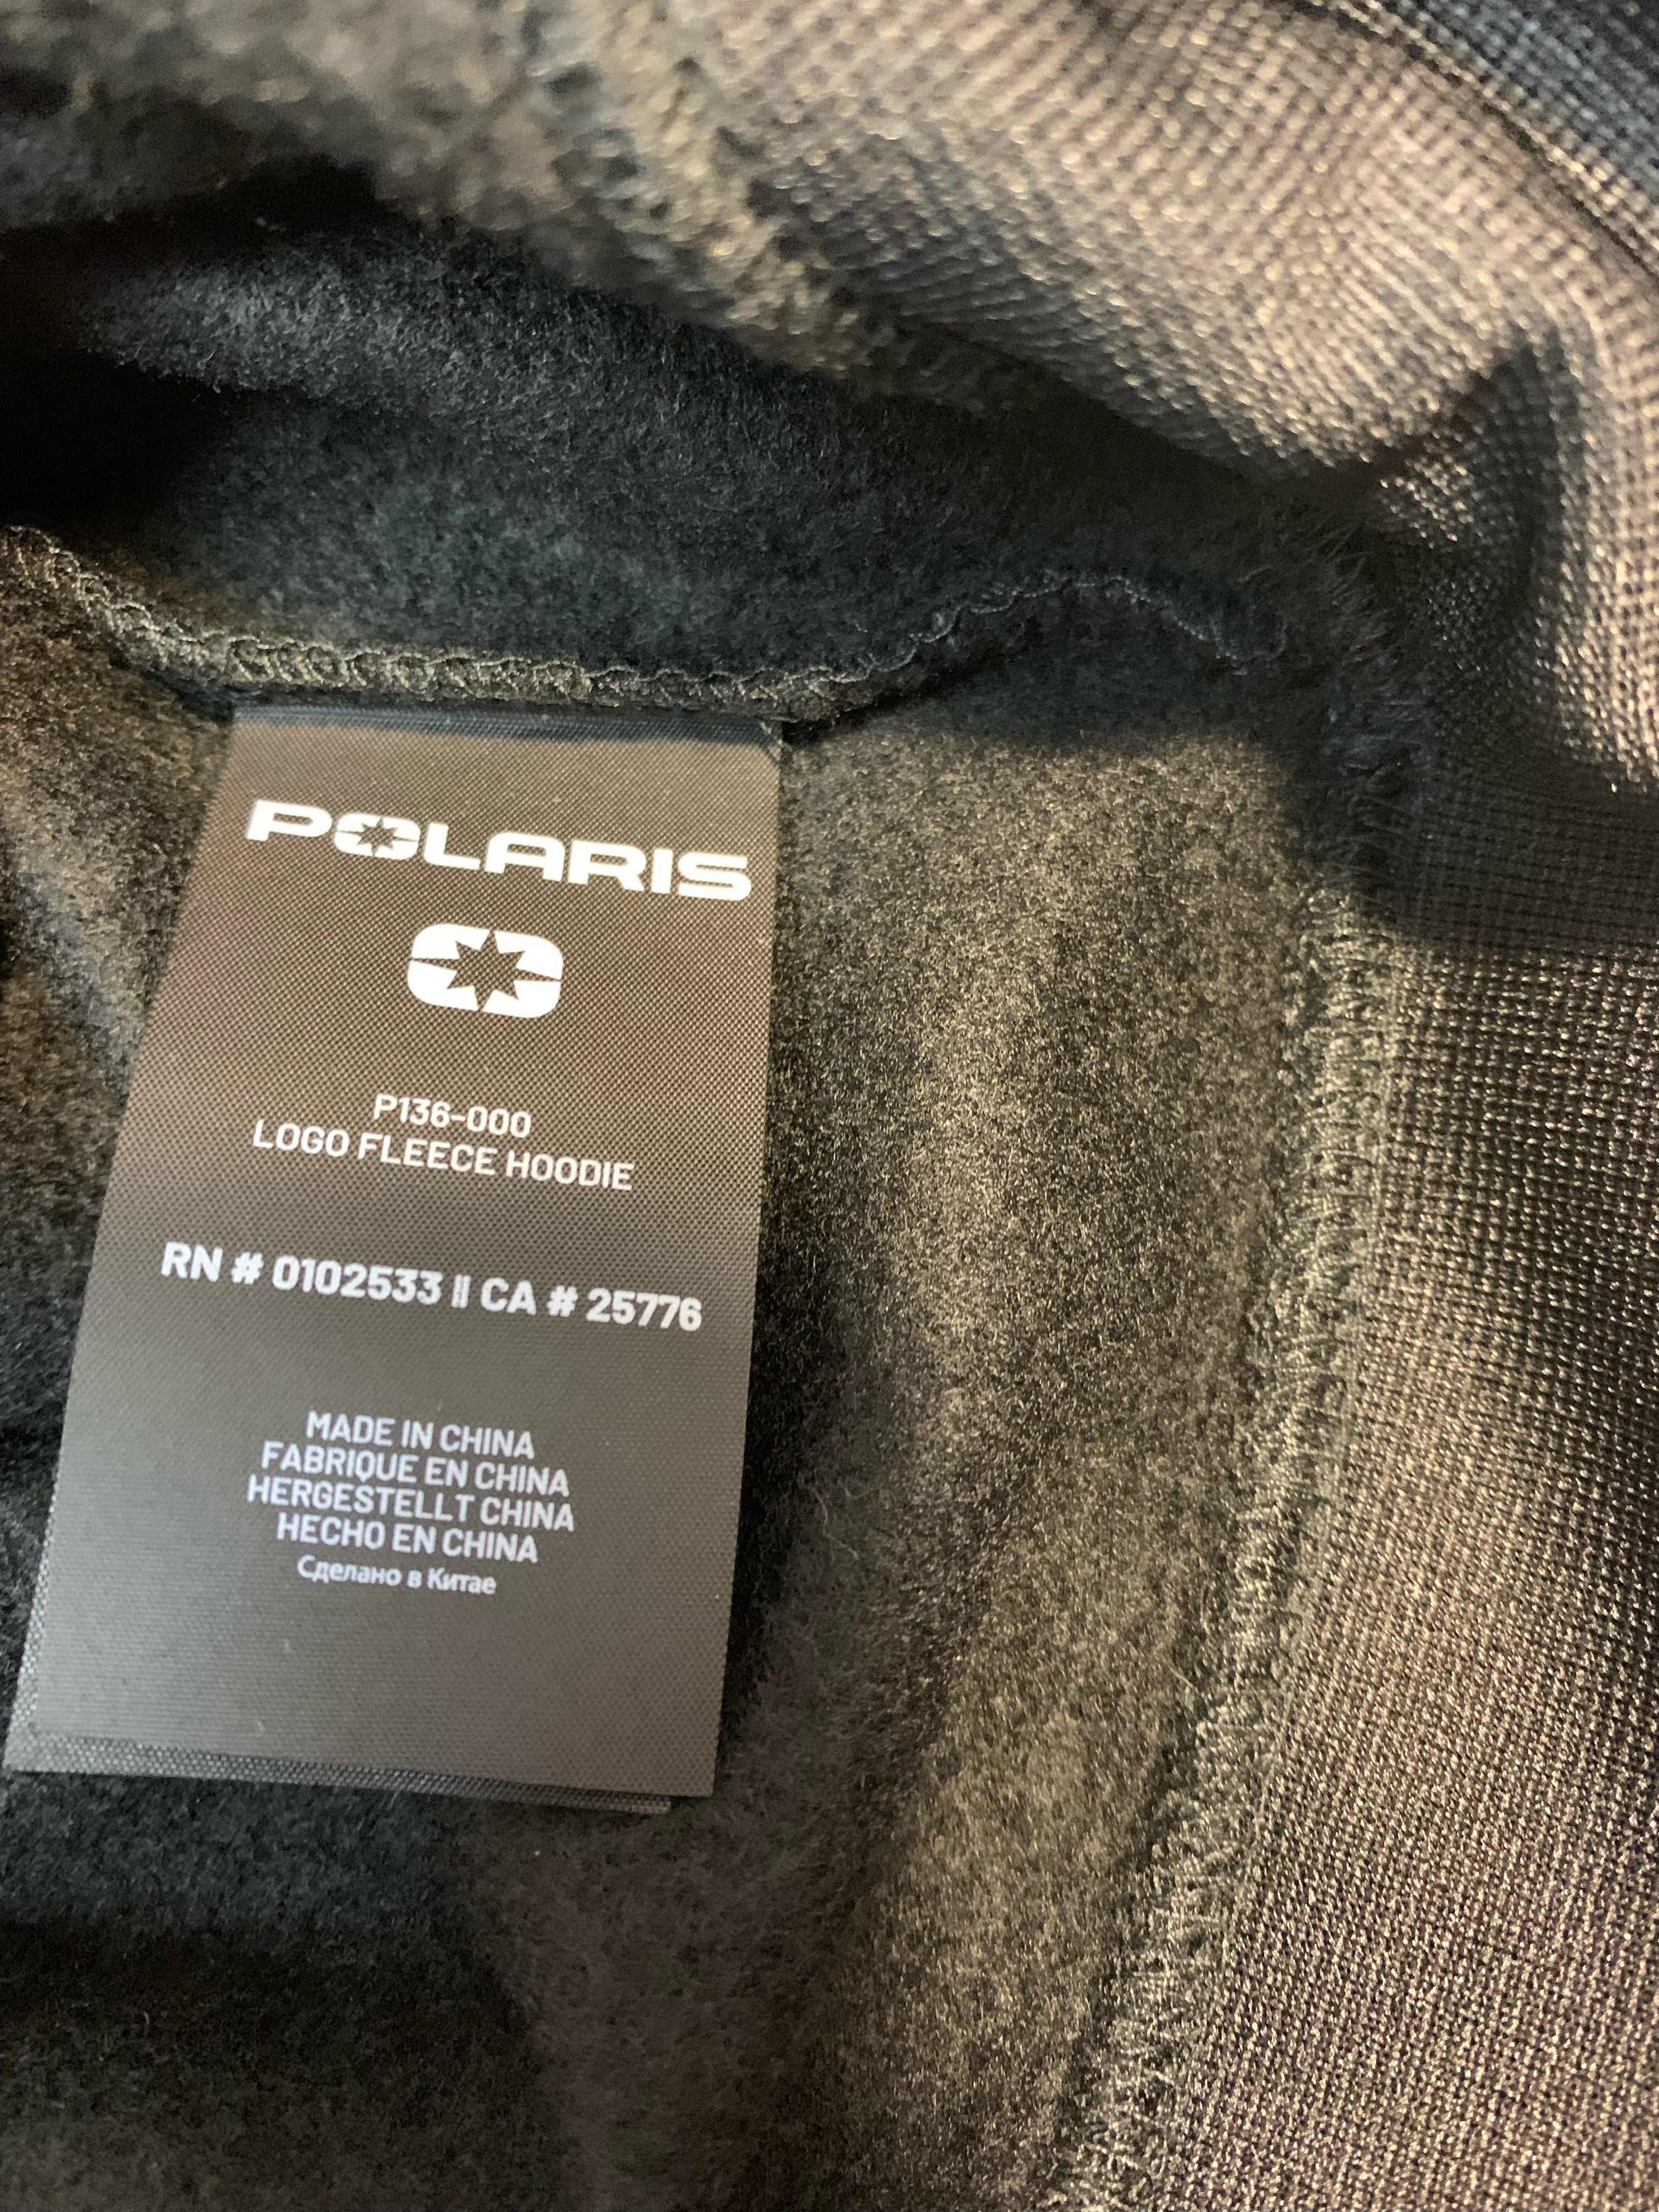 POLARIS
P136-000
LOGO FLEECE HOODIE
RN # 0102533 || CA # 25776
MADE IN CHINA
FABRIQUE EN CHINA
HERGESTELLT CHINA
HECHO EN CHINA
Сделано в Китае